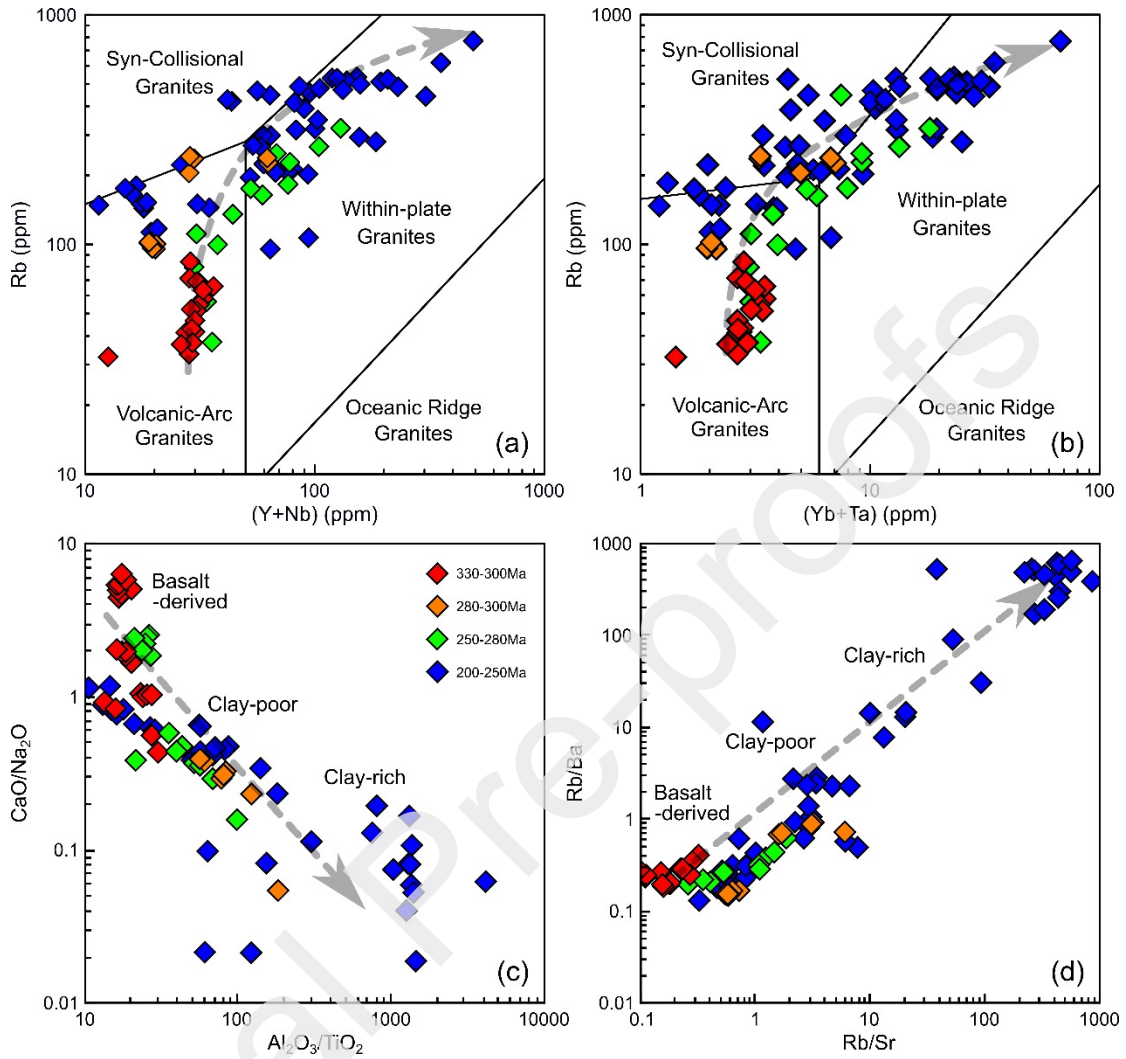 1000
Syn-Collisional
Granites
Within-plate
Granites
Volcanic-Arc
Granites
Oceanic Ridge
Granites
(a)
100
10
Rb (ppm)
10
100
1000
(Y+Nb) (ppm)
1000
Syn-Collisional
Granites
Within-plate
Granites
Volcanic-Arc
Granites
Oceanic Ridge
Granites
(b)
100
10
Rb (ppm)
1
10
100
(Yb+Ta) (ppm)
10
Basalt
-derived
330-300Ma
280-300Ma
250-280Ma
200-250Ma
Clay-poor
Clay-rich
(c)
1
0.1
0.01
CaO/Na₂O
10
100
1000
10000
Al₂O₃/TiO₂
1000
Clay-rich
Clay-poor
Basalt
-derived
(d)
100
10
1
0.1
0.01
Rb/Ba
0.1
1
10
100
1000
Rb/Sr
al Pre-proofs